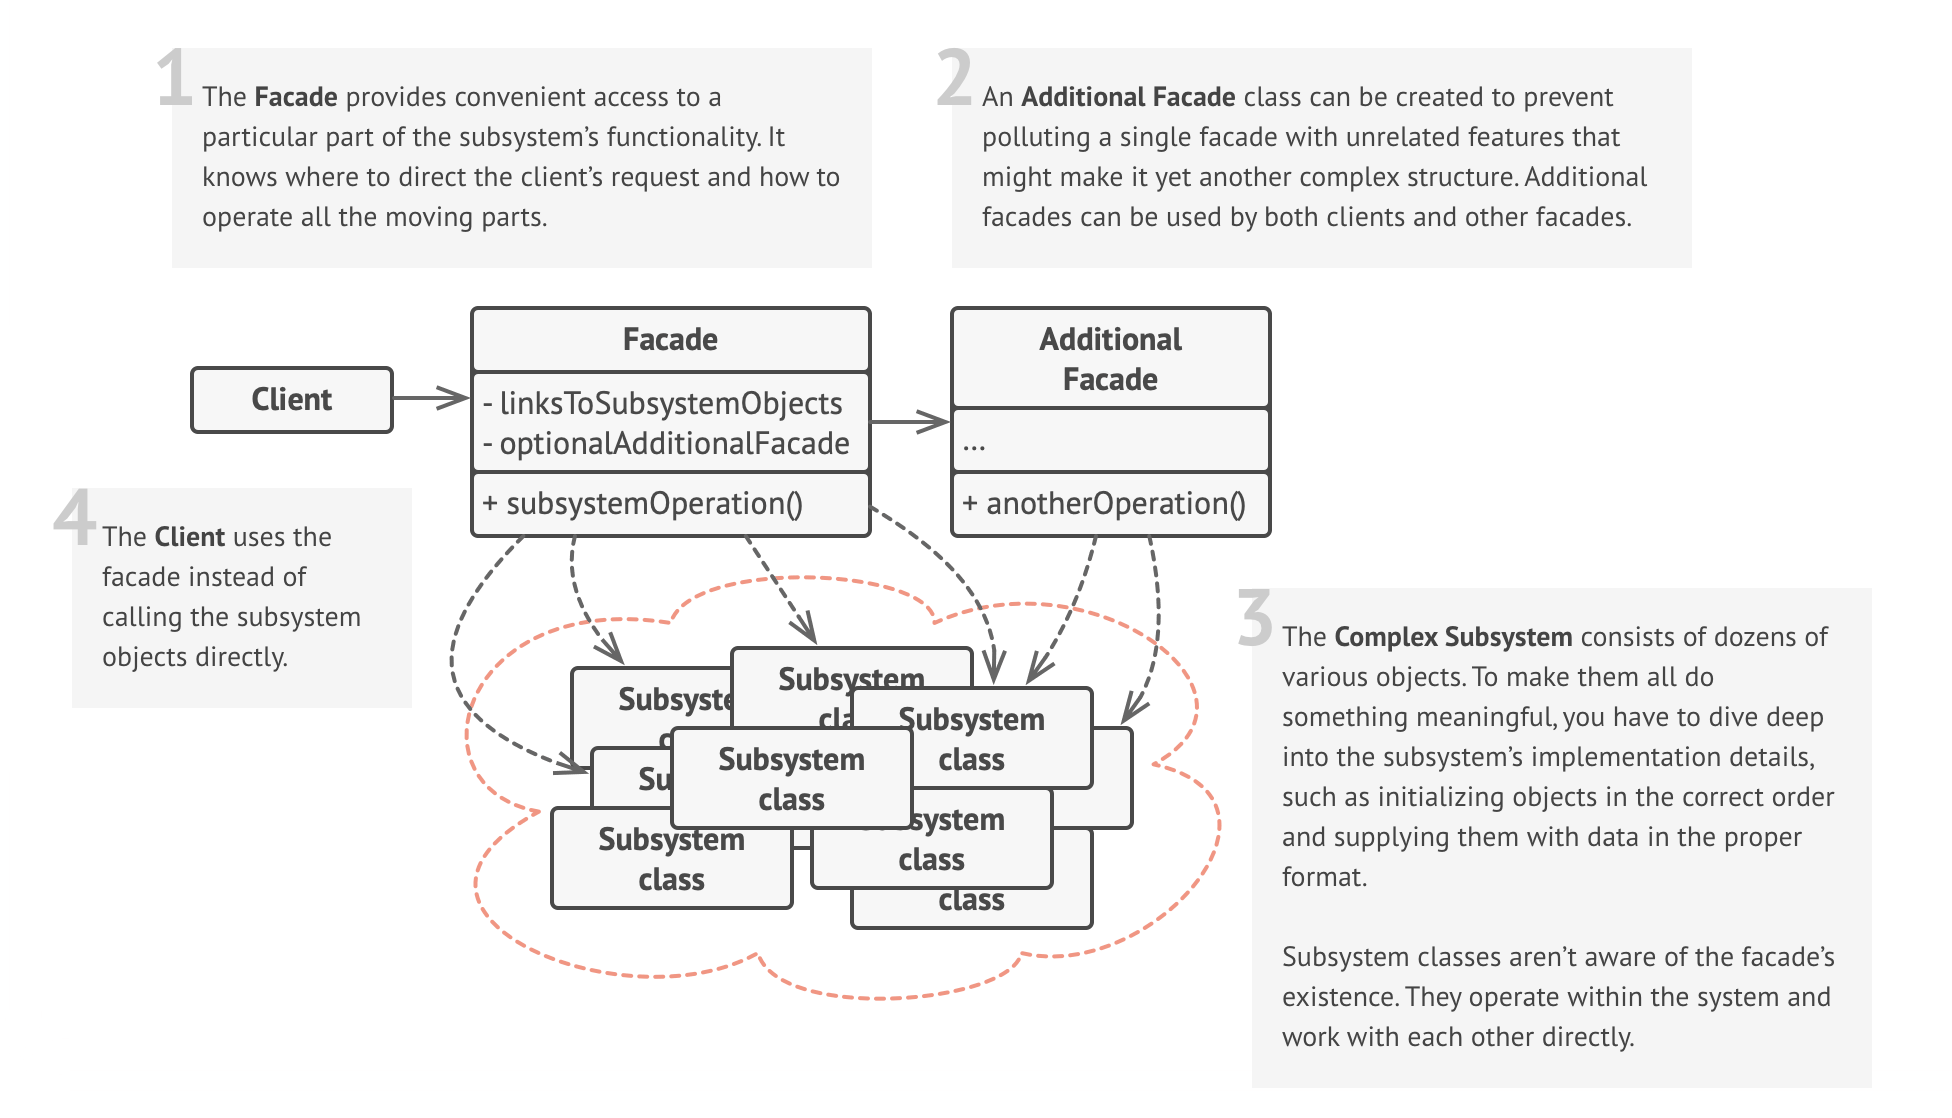 1
The Facade provides convenient access to a
particular part of the subsystem’s functionality. It
knows where to direct the client’s request and how to
operate all the moving parts.
2
An Additional Facade class can be created to prevent
polluting a single facade with unrelated features that
might make it yet another complex structure. Additional
facades can be used by both clients and other facades.
Client
Facade
- linksToSubsystemObjects
- optionalAdditionalFacade
+ subsystemOperation()
Additional
Facade
...
+ anotherOperation()
4
The Client uses the
facade instead of
calling the subsystem
objects directly.
3
The Complex Subsystem consists of dozens of
various objects. To make them all do
something meaningful, you have to dive deep
into the subsystem’s implementation details,
such as initializing objects in the correct order
and supplying them with data in the proper
format.
Subsystem classes aren’t aware of the facade’s
existence. They operate within the system and
work with each other directly.
Subsystem
Subsystem
class
Subsystem
class
Subsystem
class
class
class